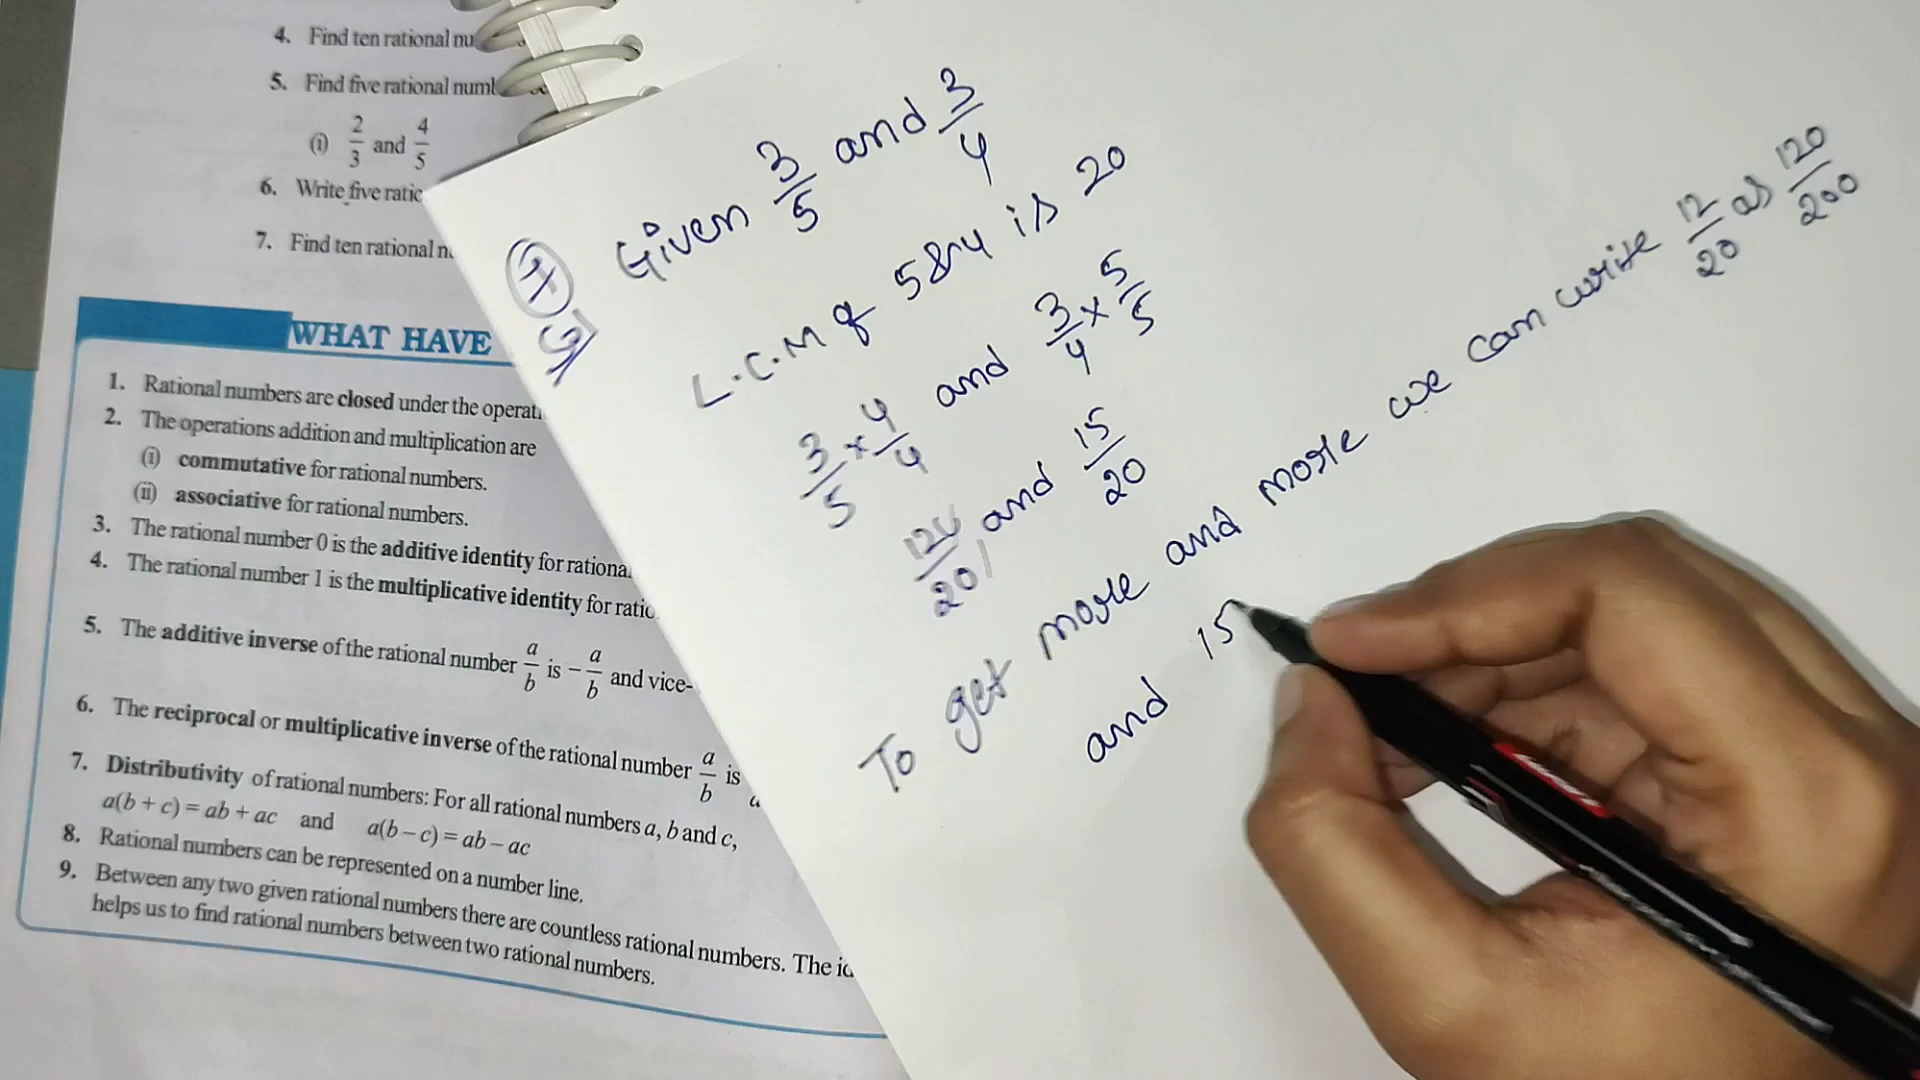 4. Find ten rational nu
5. Find five rational numb
(i) 2/3 and 4/5
6. Write five ratio
7. Find ten rational n
WHAT HAVE
1. Rational numbers are closed under the operati
2. The operations addition and multiplication are
(i) commutative for rational numbers.
(ii) associative for rational numbers.
3. The rational number 0 is the additive identity for rationa
4. The rational number 1 is the multiplicative identity for ratio
5. The additive inverse of the rational number a/b is – a/b and vice-
6. The reciprocal or multiplicative inverse of the rational number a/b is
7. Distributivity of rational numbers: For all rational numbers a, b and c,
a(b + c) = ab + ac and a(b – c) = ab – ac
8. Rational numbers can be represented on a number line.
9. Between any two given rational numbers there are countless rational numbers. The id
helps us to find rational numbers between two rational numbers.
7 Given 3/5 and 3/4
L.C.M of 5 & 4 is 20
3/5 × 4/4 and 3/4 × 5/5
12/20 and 15/20
To get more and more we can write 12/20 as 120/200
and 15